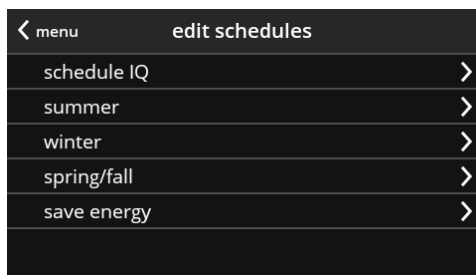 menu edit schedules
schedule IQ
summer
winter
spring/fall
save energy